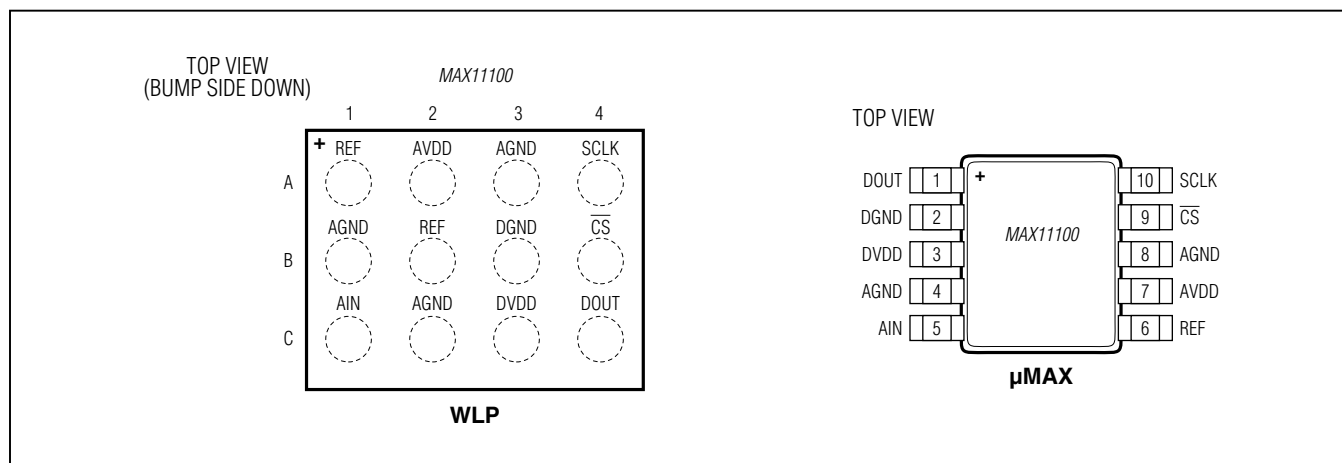 TOP VIEW
(BUMP SIDE DOWN)
MAX11100
1 2 3 4
+ REF AVDD AGND SCLK
A
AGND REF DGND C̅S̅
B
AIN AGND DVDD DOUT
C
WLP
TOP VIEW
DOUT 1 + 10 SCLK
DGND 2 9 C̅S̅
MAX11100
DVDD 3 8 AGND
AGND 4 7 AVDD
AIN 5 6 REF
µMAX